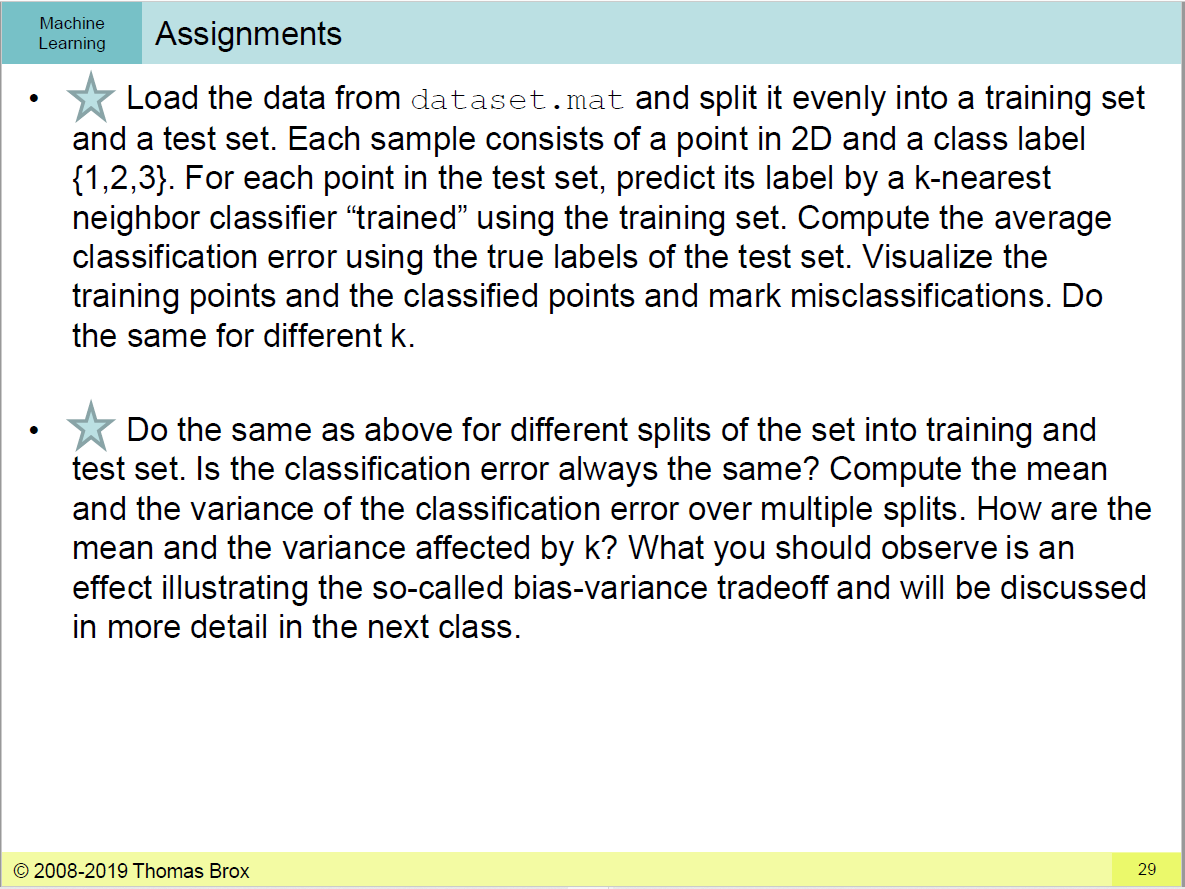 Machine
Learning
Assignments
• Load the data from dataset.mat and split it evenly into a training set
and a test set. Each sample consists of a point in 2D and a class label
{1,2,3}. For each point in the test set, predict its label by a k-nearest
neighbor classifier “trained” using the training set. Compute the average
classification error using the true labels of the test set. Visualize the
training points and the classified points and mark misclassifications. Do
the same for different k.
• Do the same as above for different splits of the set into training and
test set. Is the classification error always the same? Compute the mean
and the variance of the classification error over multiple splits. How are the
mean and the variance affected by k? What you should observe is an
effect illustrating the so-called bias-variance tradeoff and will be discussed
in more detail in the next class.
© 2008-2019 Thomas Brox
29